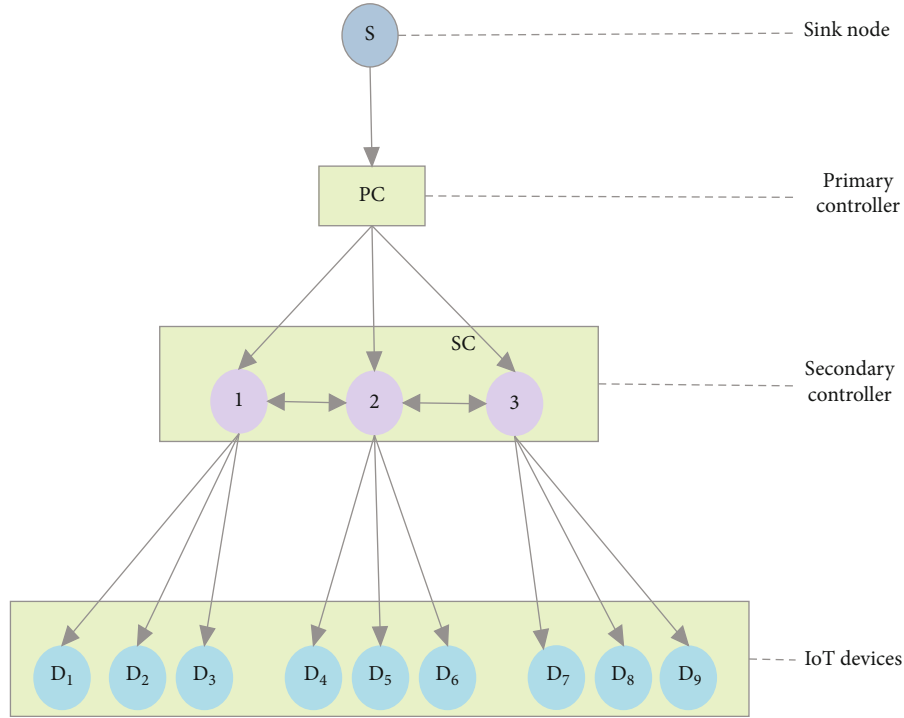 S
Sink node
PC
Primary
controller
SC
1
2
3
Secondary
controller
D₁
D₂
D₃
D₄
D₅
D₆
D₇
D₈
D₉
IoT devices